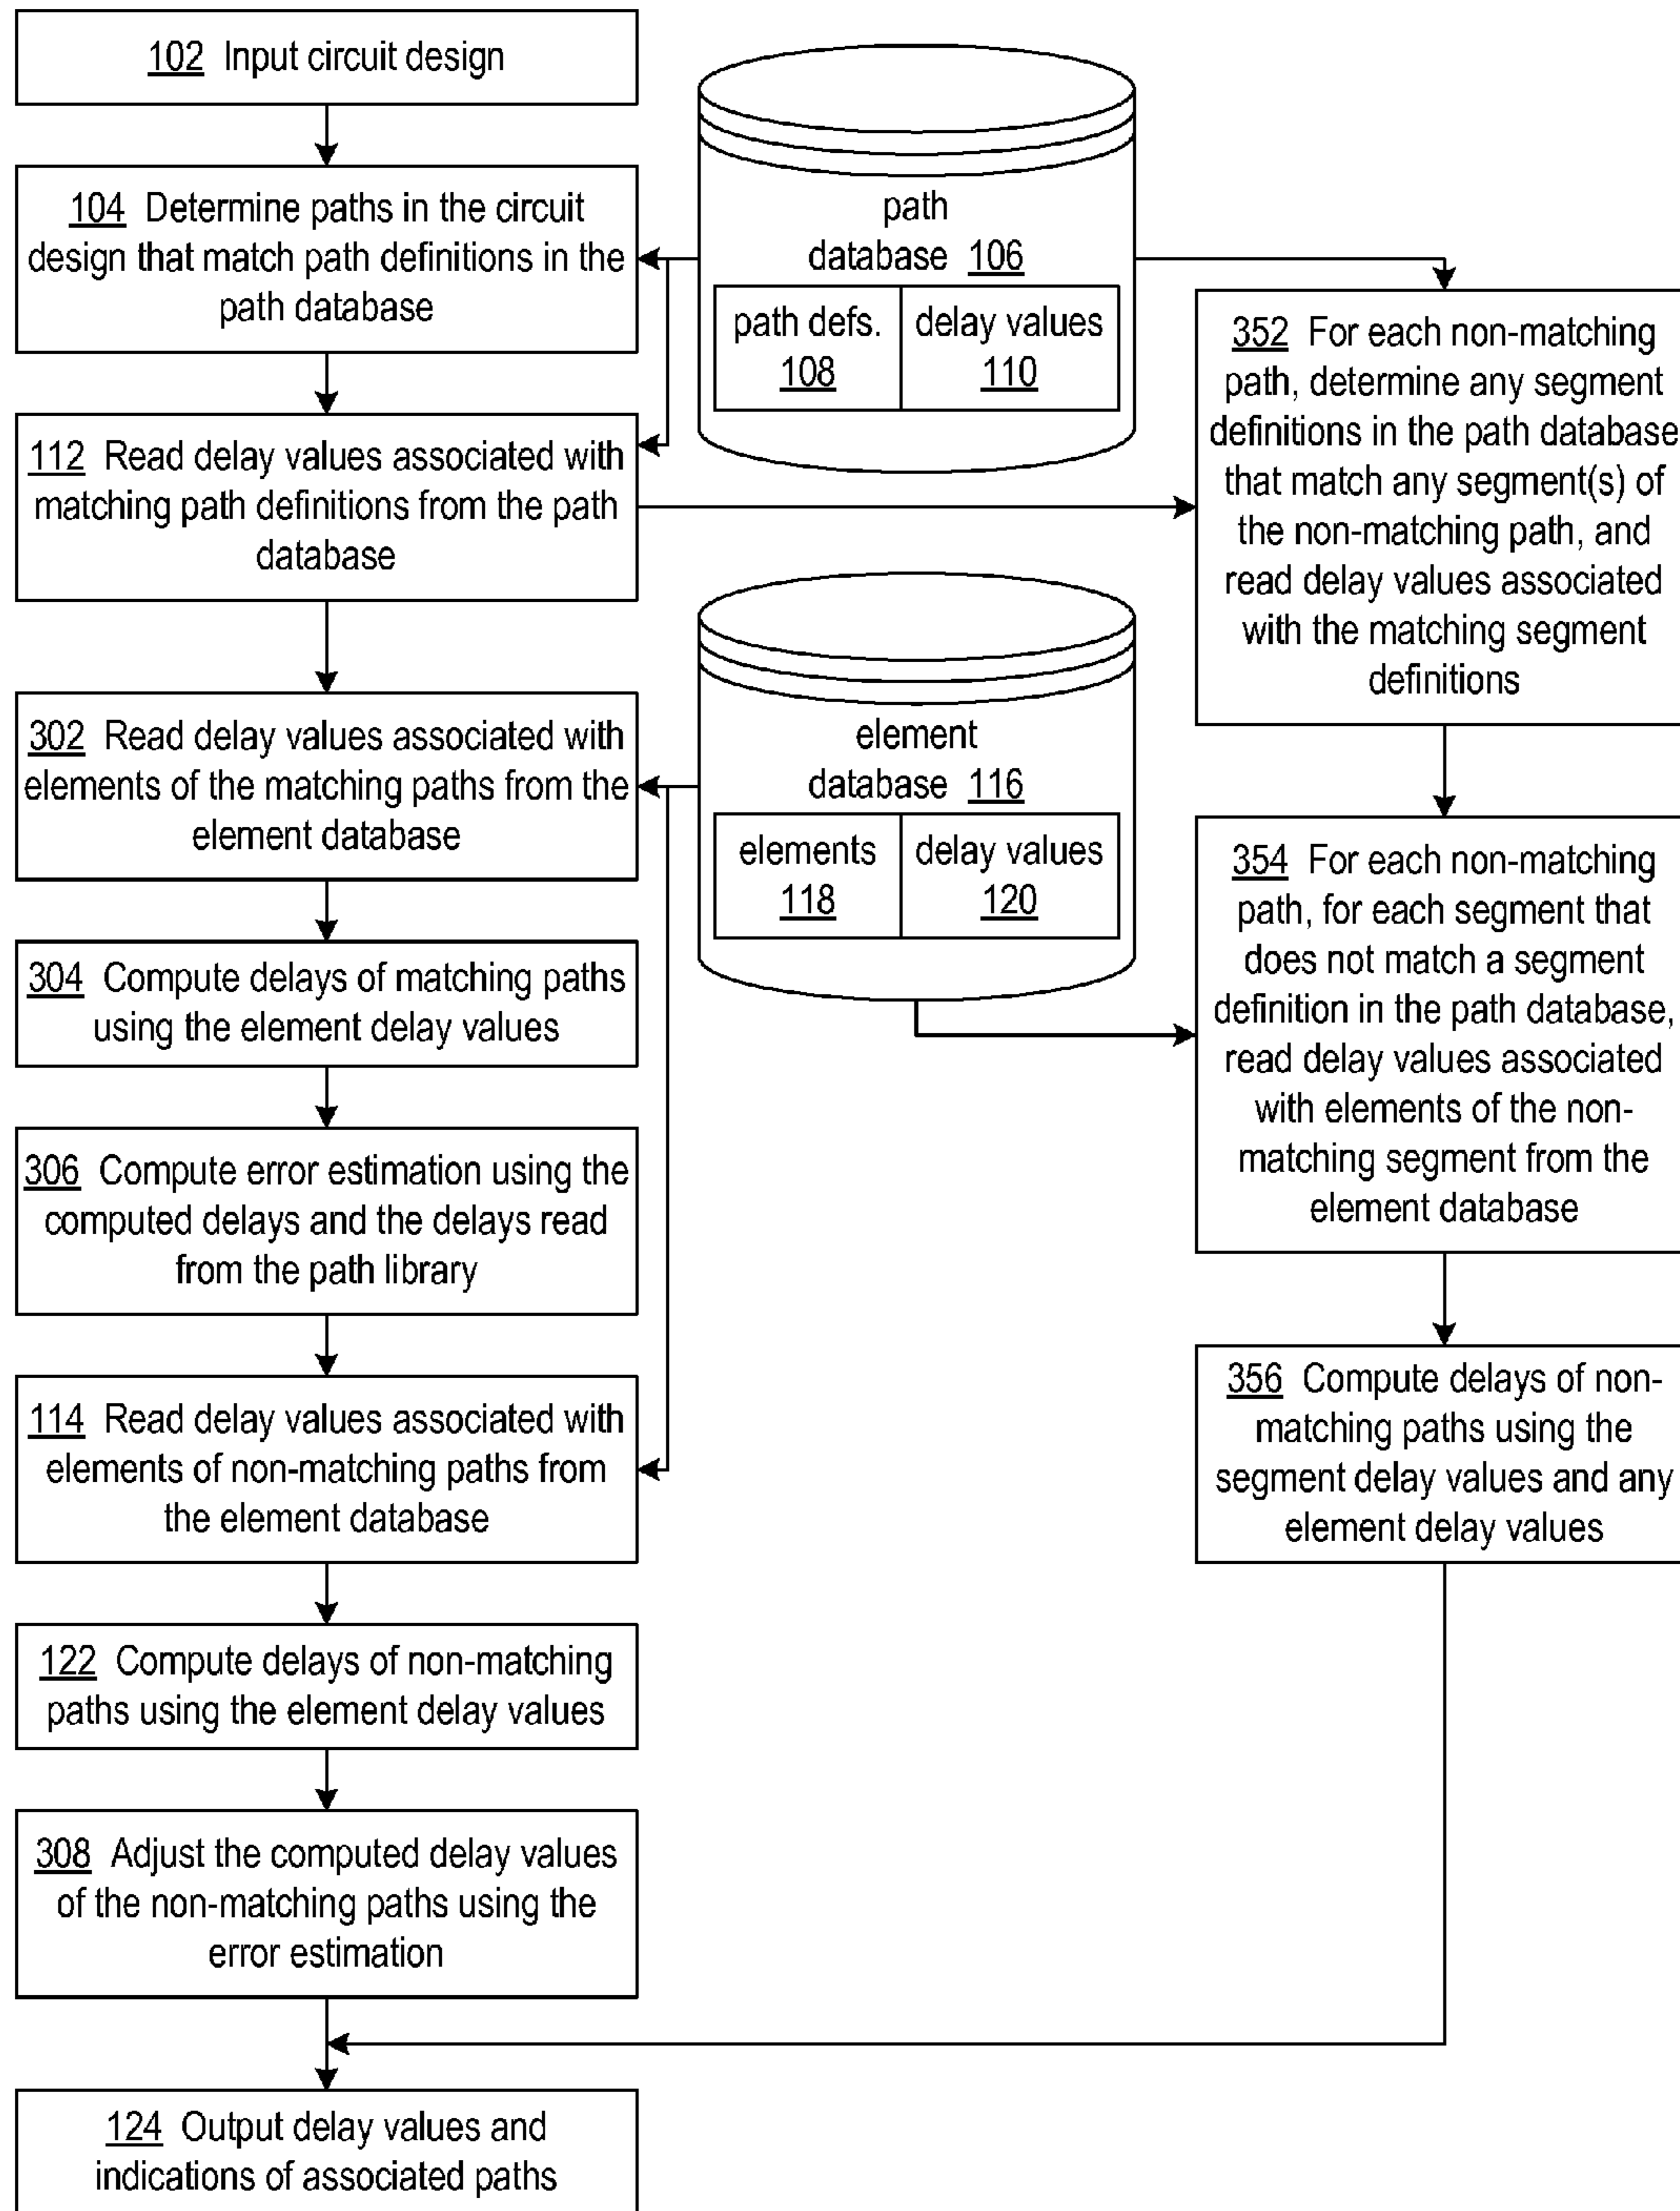 102 Input circuit design
104 Determine paths in the circuit
design that match path definitions in the
path database
112 Read delay values associated with
matching path definitions from the path
database
302 Read delay values associated with
elements of the matching paths from the
element database
304 Compute delays of matching paths
using the element delay values
306 Compute error estimation using the
computed delays and the delays read
from the path library
114 Read delay values associated with
elements of non-matching paths from
the element database
122 Compute delays of non-matching
paths using the element delay values
308 Adjust the computed delay values
of the non-matching paths using the
error estimation
124 Output delay values and
indications of associated paths
path
database 106
path defs.
108
delay values
110
element
database 116
elements
118
delay values
120
352 For each non-matching
path, determine any segment
definitions in the path database
that match any segment(s) of
the non-matching path, and
read delay values associated
with the matching segment
definitions
354 For each non-matching
path, for each segment that
does not match a segment
definition in the path database,
read delay values associated
with elements of the non-
matching segment from the
element database
356 Compute delays of non-
matching paths using the
segment delay values and any
element delay values